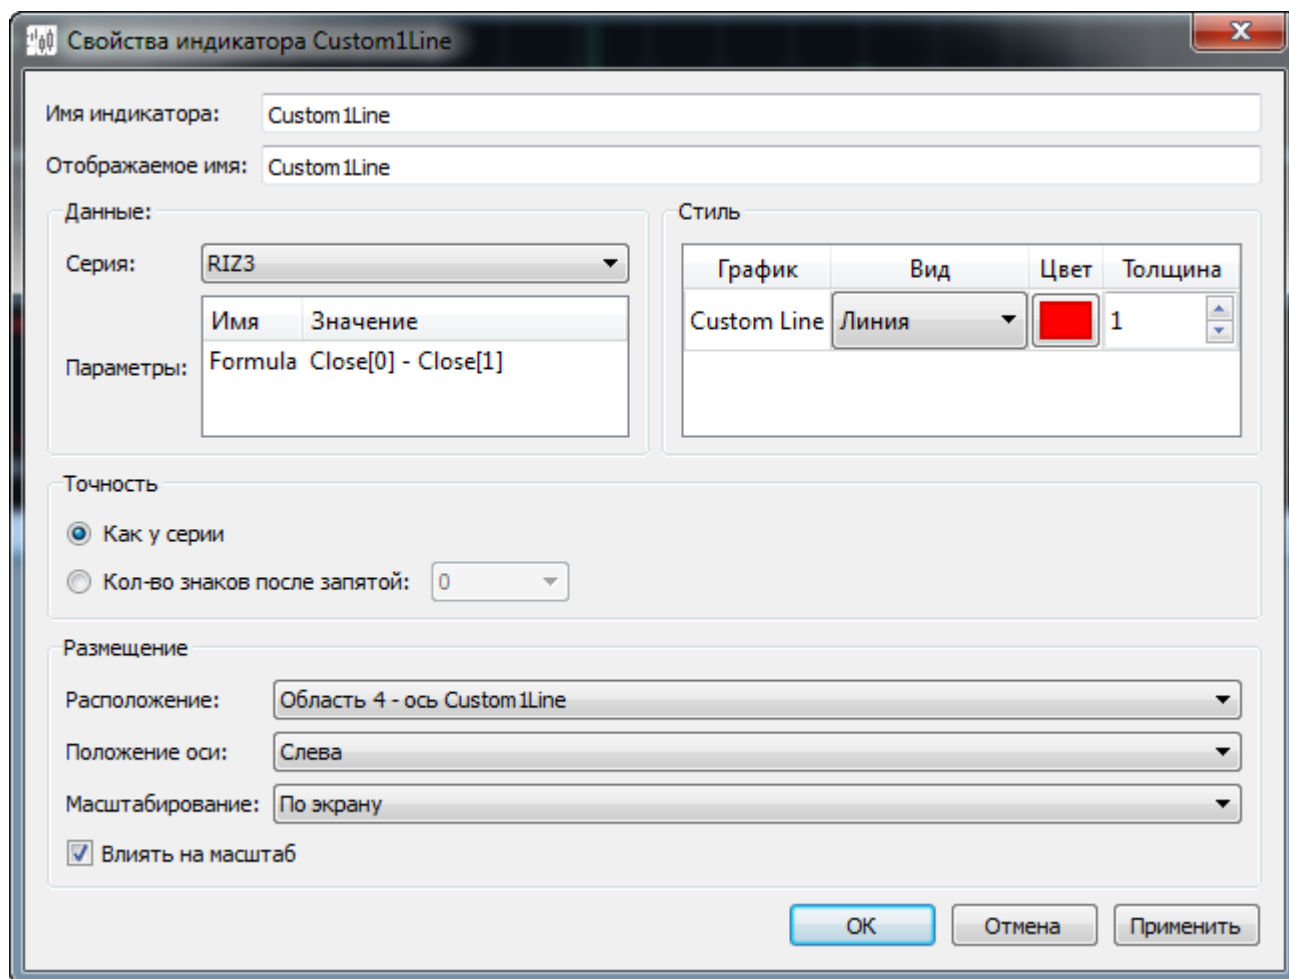 Свойства индикатора Custom1Line
Имя индикатора: Custom1Line
Отображаемое имя: Custom1Line
Данные:
Серия: RIZ3
Параметры:
Имя Значение
Formula Close[0] - Close[1]
Стиль
График Вид Цвет Толщина
Custom Line Линия 1
Точность
Как у серии
Кол-во знаков после запятой: 0
Размещение
Расположение: Область 4 - ось Custom1Line
Положение оси: Слева
Масштабирование: По экрану
Влиять на масштаб
OK Отмена Применить